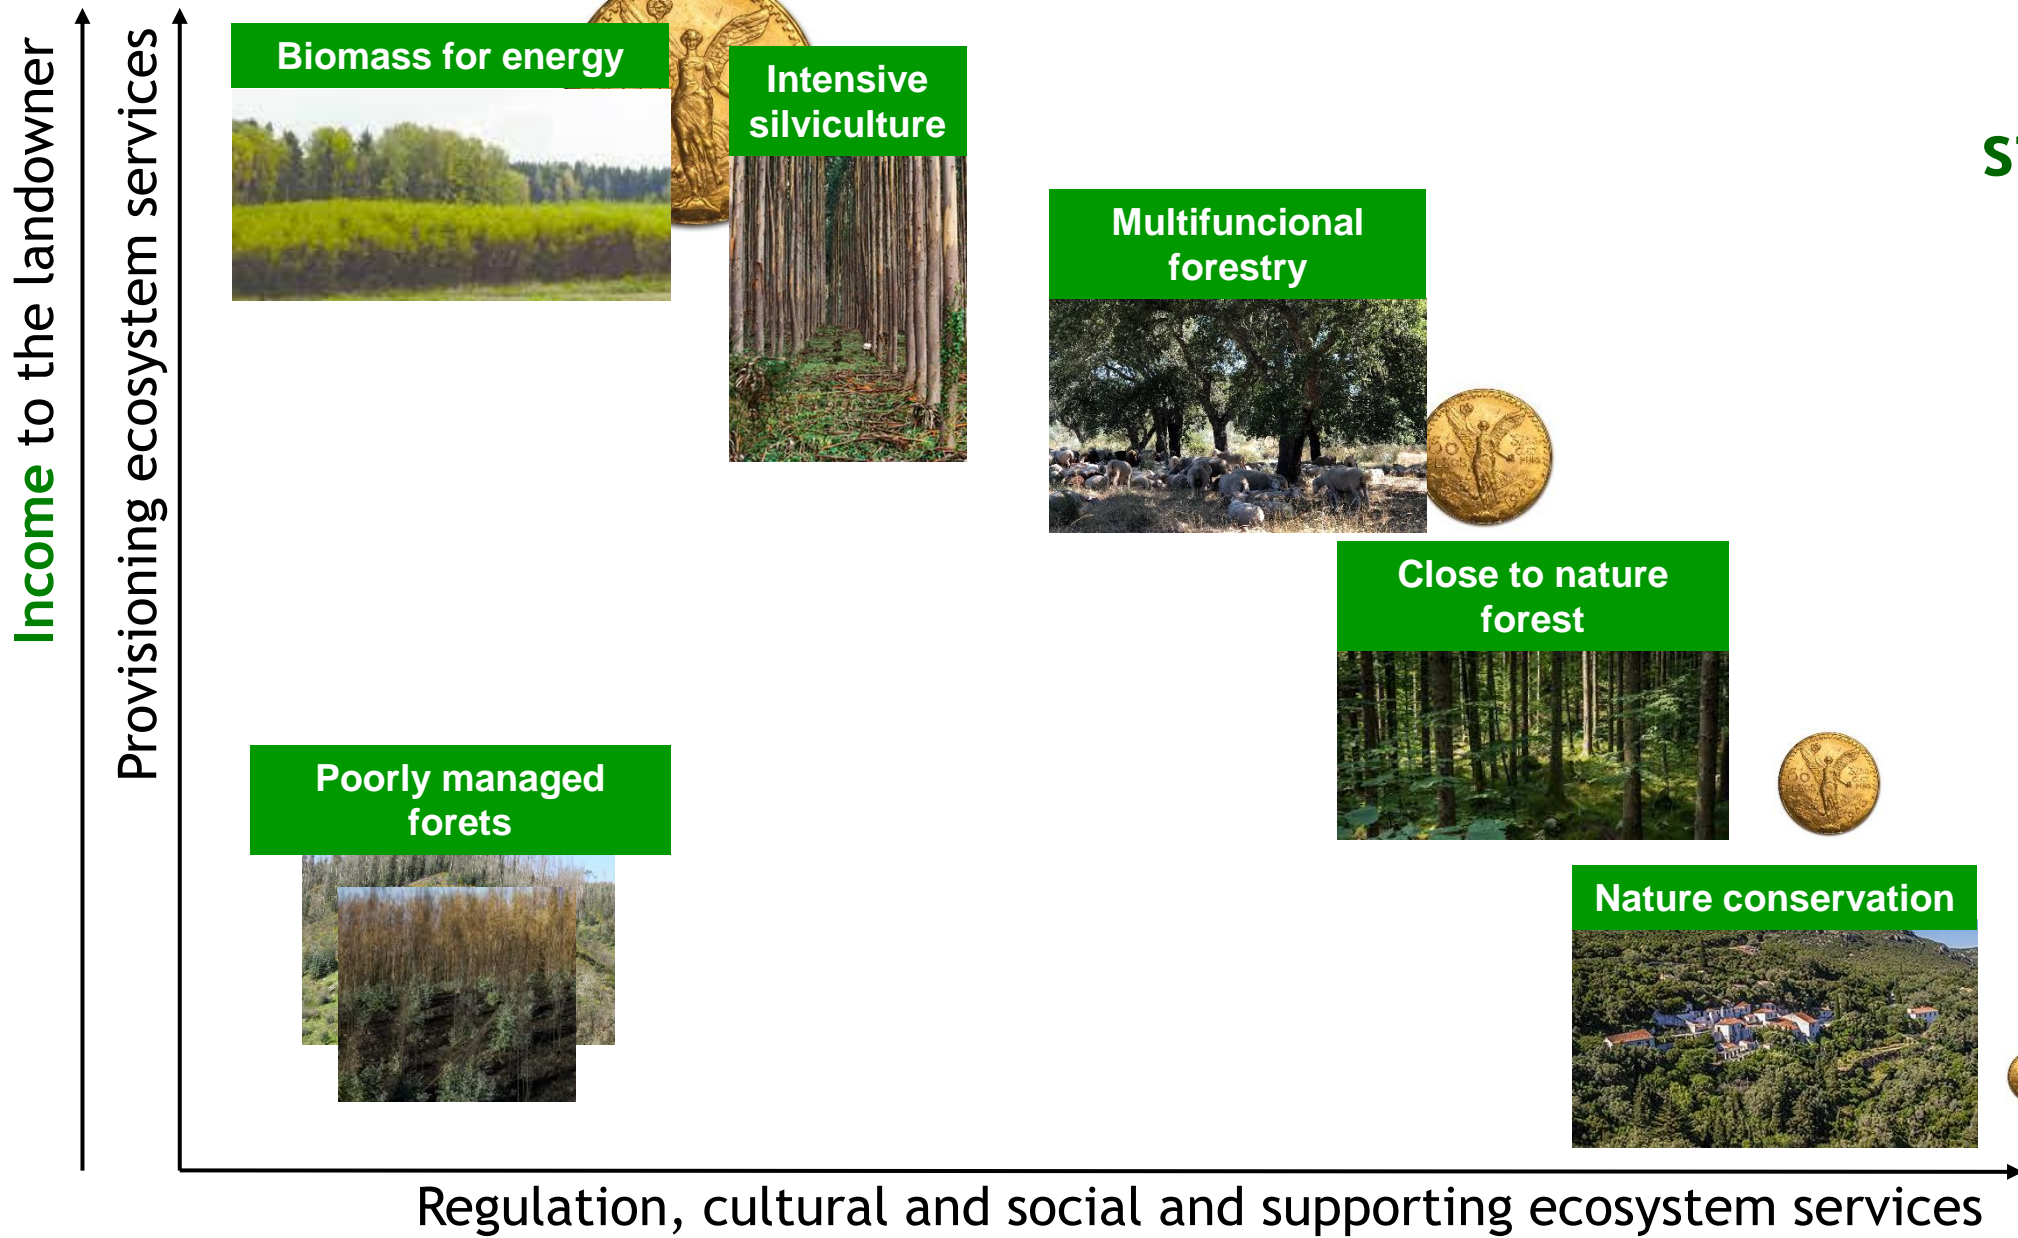 Income to the landowner
Provisioning ecosystem services
Biomass for energy
Intensive
silviculture
Multifuncional
forestry
Close to nature
forest
Poorly managed
forets
Nature conservation
Regulation, cultural and social and supporting ecosystem services